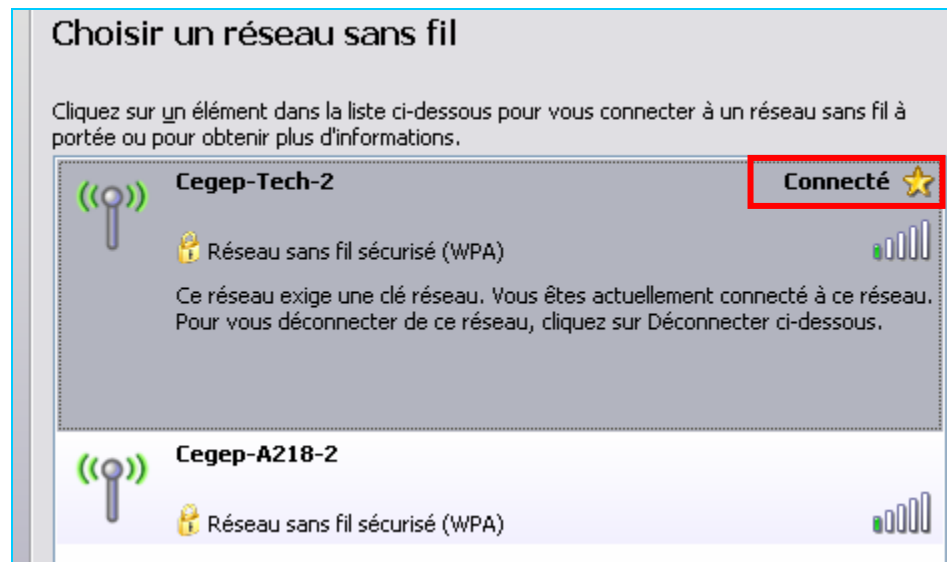 Choisir un réseau sans fil
Cliquez sur un élément dans la liste ci-dessous pour vous connecter à un réseau sans fil à
portée ou pour obtenir plus d'informations.
Cegep-Tech-2 Connecté
Réseau sans fil sécurisé (WPA)
Ce réseau exige une clé réseau. Vous êtes actuellement connecté à ce réseau.
Pour vous déconnecter de ce réseau, cliquez sur Déconnecter ci-dessous.
Cegep-A218-2
Réseau sans fil sécurisé (WPA)